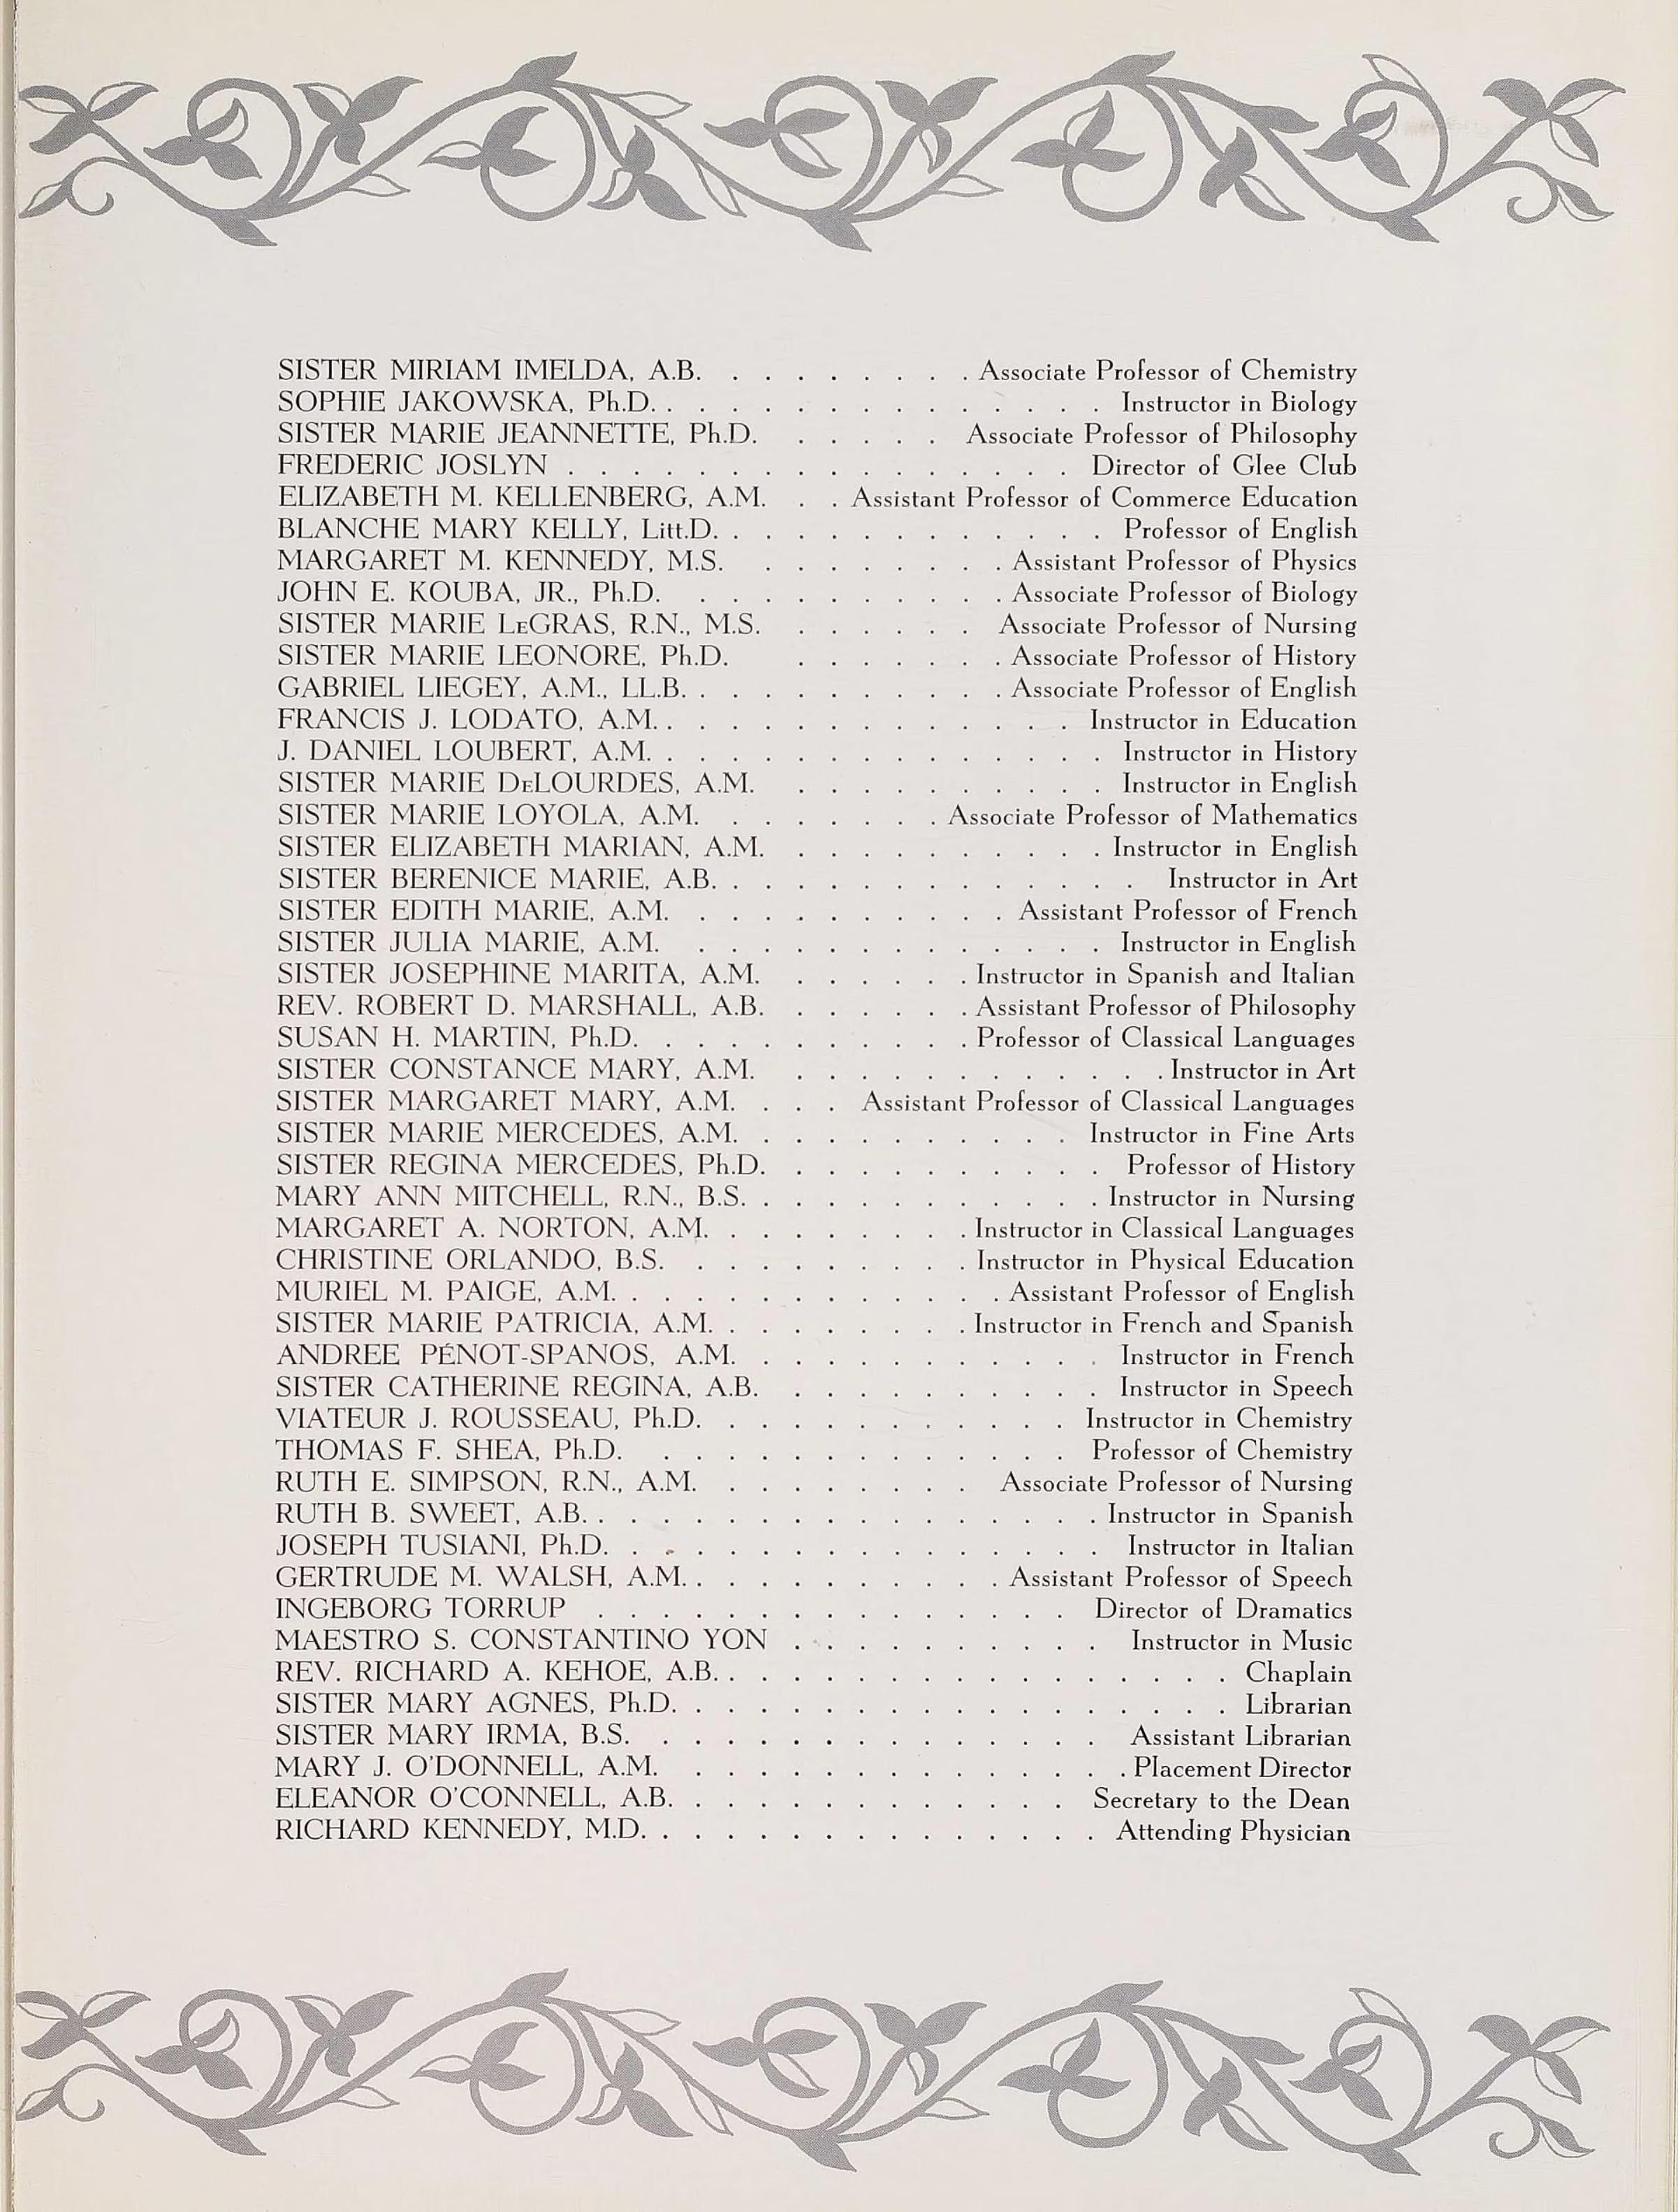 SISTER MIRIAM IMELDA, A.B. . . . . . . . . Associate Professor of Chemistry
SOPHIE JAKOWSKA, Ph.D. . . . . . . . . . . . . . . Instructor in Biology
SISTER MARIE JEANNETTE, Ph.D. . . . . . Associate Professor of Philosophy
FREDERIC JOSLYN . . . . . . . . . . . . . . . . Director of Glee Club
ELIZABETH M. KELLENBERG, A.M. . . Assistant Professor of Commerce Education
BLANCHE MARY KELLY, Litt.D. . . . . . . . . . . . . Professor of English
MARGARET M. KENNEDY, M.S. . . . . . . . . Assistant Professor of Physics
JOHN E. KOUBA, JR., Ph.D. . . . . . . . . . . Associate Professor of Biology
SISTER MARIE LEGRAS, R.N., M.S. . . . . . . Associate Professor of Nursing
SISTER MARIE LEONORE, Ph.D. . . . . . . . Associate Professor of History
GABRIEL LIEGEY, A.M., LL.B. . . . . . . . . . . Associate Professor of English
FRANCIS J. LODATO, A.M. . . . . . . . . . . . . . Instructor in Education
J. DANIEL LOUBERT, A.M. . . . . . . . . . . . . . . Instructor in History
SISTER MARIE DELOURDES, A.M. . . . . . . . . . . Instructor in English
SISTER MARIE LOYOLA, A.M. . . . . . . . Associate Professor of Mathematics
SISTER ELIZABETH MARIAN, A.M. . . . . . . . . . . Instructor in English
SISTER BERENICE MARIE, A.B. . . . . . . . . . . . . . Instructor in Art
SISTER EDITH MARIE, A.M. . . . . . . . . . . Assistant Professor of French
SISTER JULIA MARIE, A.M. . . . . . . . . . . . . . Instructor in English
SISTER JOSEPHINE MARITA, A.M. . . . . . . Instructor in Spanish and Italian
REV. ROBERT D. MARSHALL, A.B. . . . . . . Assistant Professor of Philosophy
SUSAN H. MARTIN, Ph.D. . . . . . . . . . . Professor of Classical Languages
SISTER CONSTANCE MARY, A.M. . . . . . . . . . . . . Instructor in Art
SISTER MARGARET MARY, A.M. . . . Assistant Professor of Classical Languages
SISTER MARIE MERCEDES, A.M. . . . . . . . . . . Instructor in Fine Arts
SISTER REGINA MERCEDES, Ph.D. . . . . . . . . . . Professor of History
MARY ANN MITCHELL, R.N., B.S. . . . . . . . . . . . Instructor in Nursing
MARGARET A. NORTON, A.M. . . . . . . . . Instructor in Classical Languages
CHRISTINE ORLANDO, B.S. . . . . . . . . . . Instructor in Physical Education
MURIEL M. PAIGE, A.M. . . . . . . . . . . . . Assistant Professor of English
SISTER MARIE PATRICIA, A.M. . . . . . . . . Instructor in French and Spanish
ANDREE PÉNOT-SPANOS, A.M. . . . . . . . . . . . Instructor in French
SISTER CATHERINE REGINA, A.B. . . . . . . . . . . Instructor in Speech
VIATEUR J. ROUSSEAU, Ph.D. . . . . . . . . . . . Instructor in Chemistry
THOMAS F. SHEA, Ph.D. . . . . . . . . . . . . . Professor of Chemistry
RUTH E. SIMPSON, R.N., A.M. . . . . . . . . Associate Professor of Nursing
RUTH B. SWEET, A.B. . . . . . . . . . . . . . . . . Instructor in Spanish
JOSEPH TUSIANI, Ph.D. . . . . . . . . . . . . . . . Instructor in Italian
GERTRUDE M. WALSH, A.M. . . . . . . . . . . Assistant Professor of Speech
INGEBORG TORRUP . . . . . . . . . . . . . . . Director of Dramatics
MAESTRO S. CONSTANTINO YON . . . . . . . . . . Instructor in Music
REV. RICHARD A. KEHOE, A.B. . . . . . . . . . . . . . . . . Chaplain
SISTER MARY AGNES, Ph.D. . . . . . . . . . . . . . . . . . Librarian
SISTER MARY IRMA, B.S. . . . . . . . . . . . . . . Assistant Librarian
MARY J. O'DONNELL, A.M. . . . . . . . . . . . . . . Placement Director
ELEANOR O'CONNELL, A.B. . . . . . . . . . . . . Secretary to the Dean
RICHARD KENNEDY, M.D. . . . . . . . . . . . . . . Attending Physician